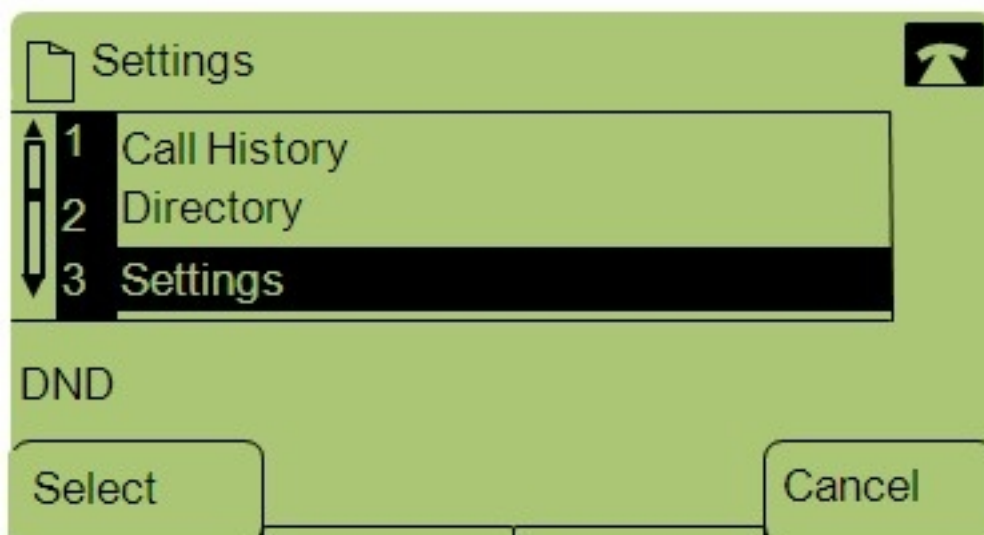 Settings
1 Call History
2 Directory
3 Settings
DND
Select Cancel